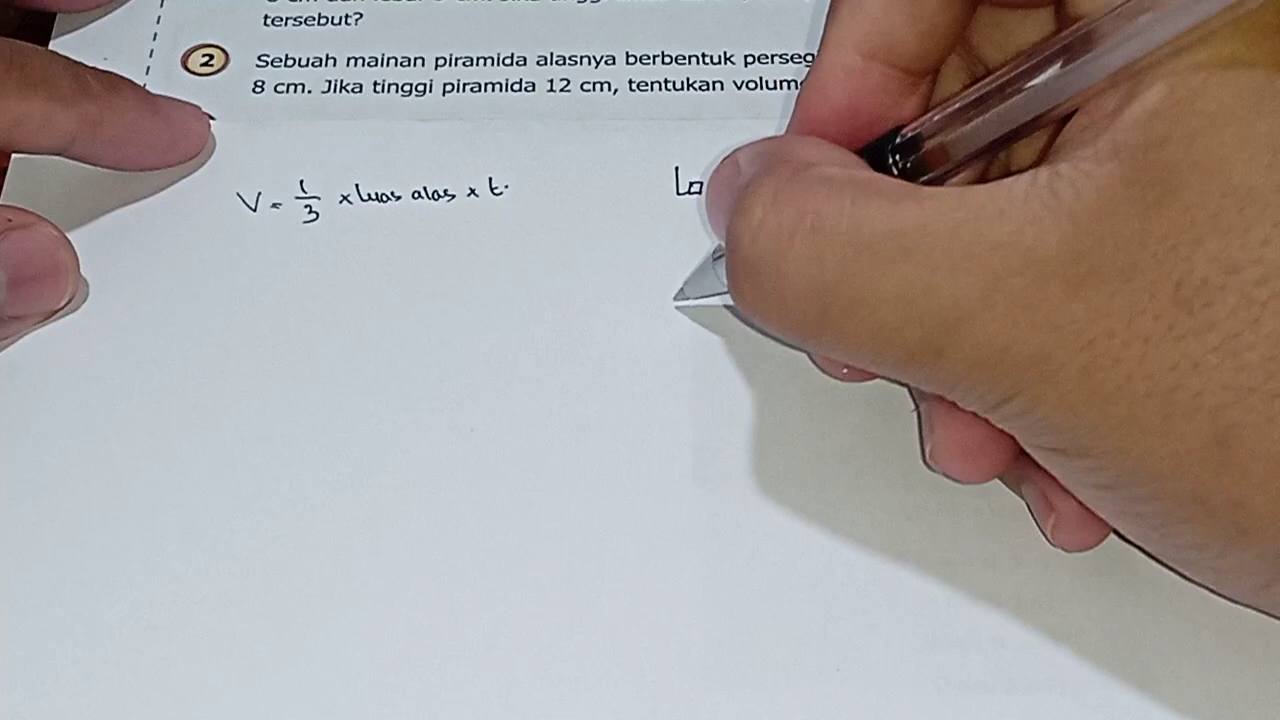 tersebut?
2 Sebuah mainan piramida alasnya berbentuk perseg
8 cm. Jika tinggi piramida 12 cm, tentukan volum
V = 1/3 x luas alas x t.
L□